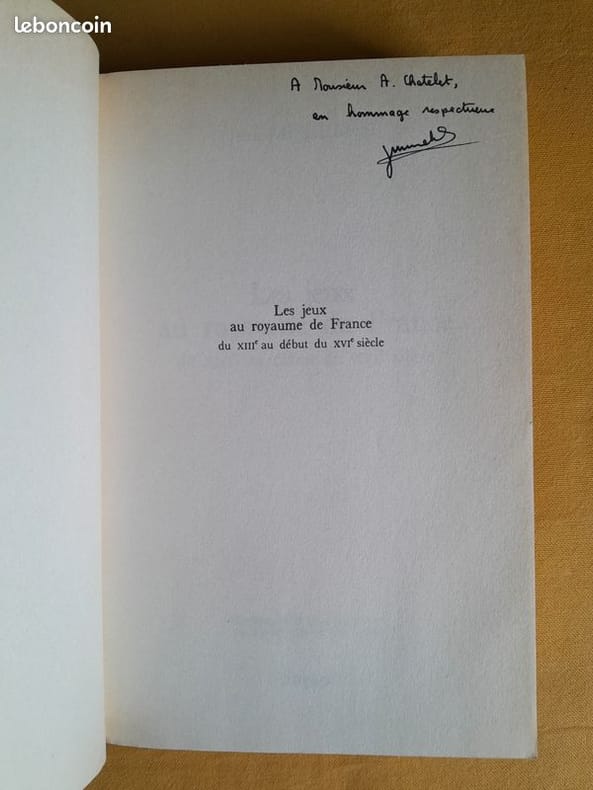 leboncoin
A Monsieur A. Chatelet,
en hommage respectueux
Les jeux
au royaume de France
du XIIIe au début du XVIe siècle